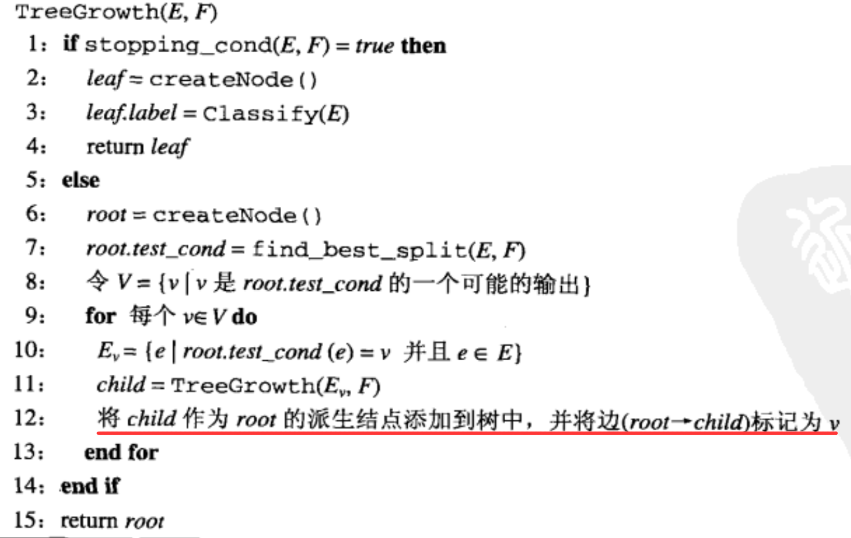 TreeGrowth(E, F)
1: if stopping_cond(E, F) = true then
2: leaf = createNode()
3: leaf.label = Classify(E)
4: return leaf
5: else
6: root = createNode()
7: root.test_cond = find_best_split(E, F)
8: 令 V = {v | v 是 root.test_cond 的一个可能的输出}
9: for 每个 v∈V do
10: Eᵥ = {e | root.test_cond (e) = v 并且 e ∈ E}
11: child = TreeGrowth(Eᵥ, F)
12: 将 child 作为 root 的派生结点添加到树中，并将边(root→child)标记为 v
13: end for
14: end if
15: return root